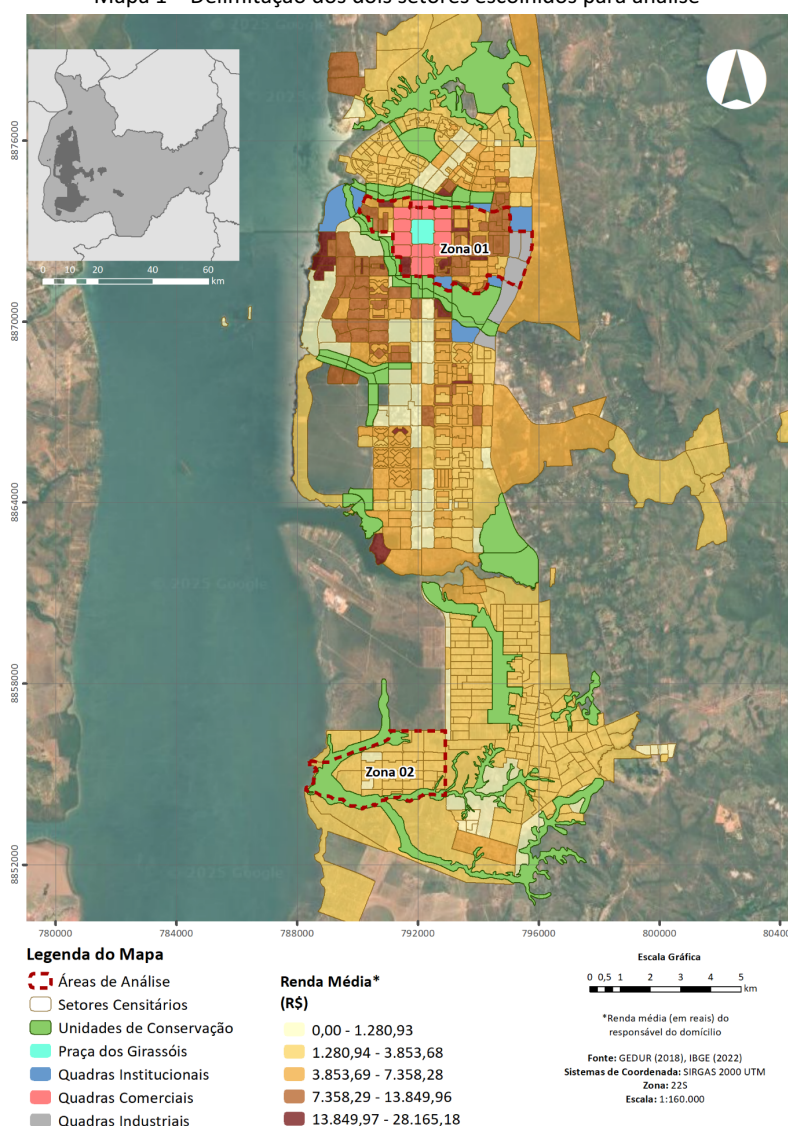 Mapa 1 – Delimitação dos dois setores escolhidos para análise
8876000
8870000
8864000
8858000
8852000
0 10 20 40 60
km
Zona 01
© 2025 Google
Zona 02
780000 784000 788000 792000 796000 800000
Legenda do Mapa
Áreas de Análise
Setores Censitários
Unidades de Conservação
Praça dos Girassóis
Quadras Institucionais
Quadras Comerciais
Quadras Industriais
Renda Média*
(R$)
0,00 - 1.280,93
1.280,94 - 3.853,68
3.853,69 - 7.358,28
7.358,29 - 13.849,96
13.849,97 - 28.165,18
Escala Gráfica
0 0,5 1 2 3 4 5
km
*Renda média (em reais) do
responsável do domícilio
Fonte: GEDUR (2018), IBGE (2022)
Sistemas de Coordenada: SIRGAS 2000 UTM
Zona: 22S
Escala: 1:160.000